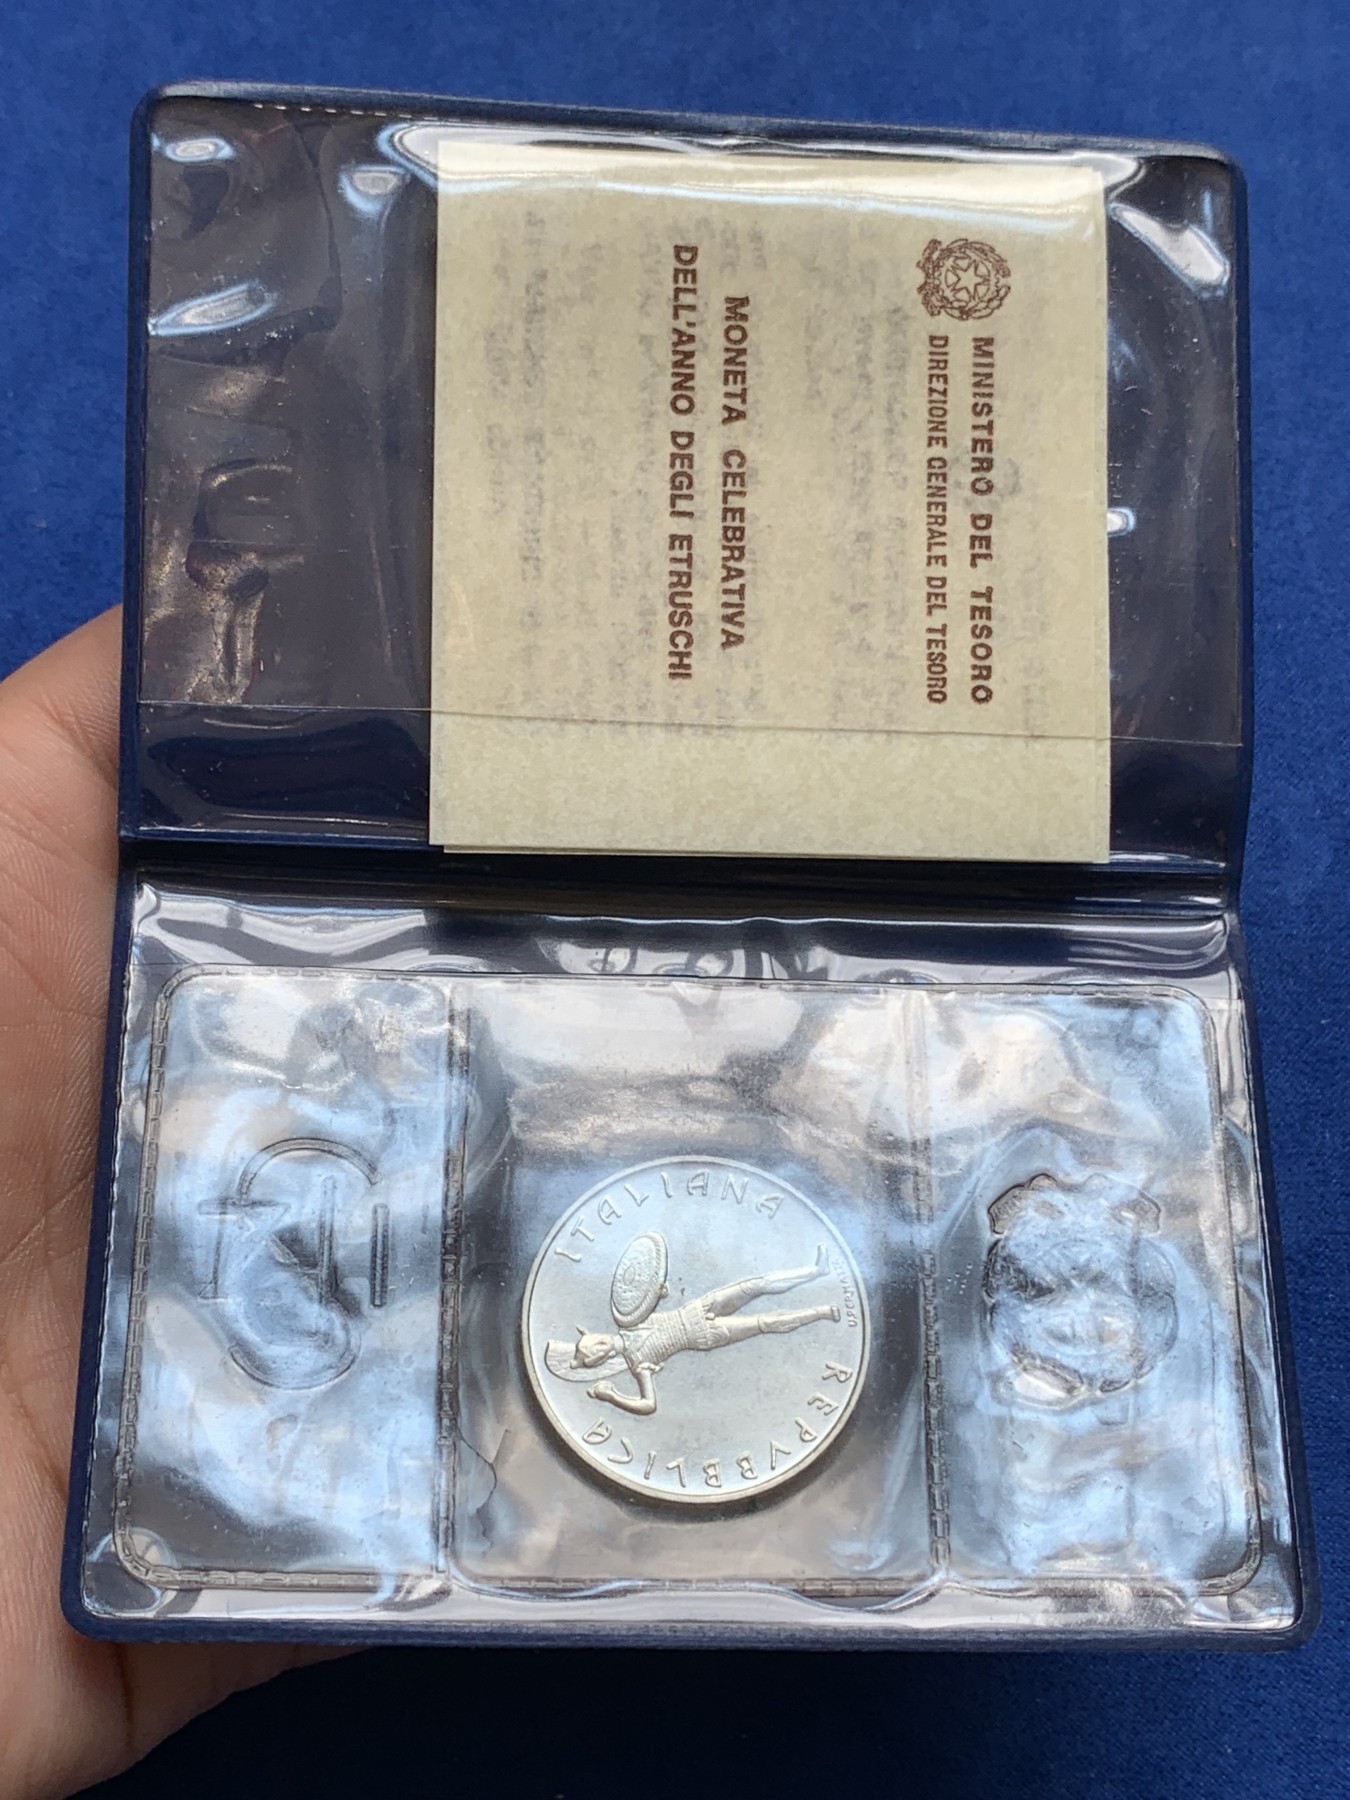 MINISTERO DEL TESORO
DIREZIONE GENERALE DEL TESORO
MONETA CELEBRATIVA
DELL'ANNO DEGLI ETRUSCHI
REPVBBLICA ITALIANA